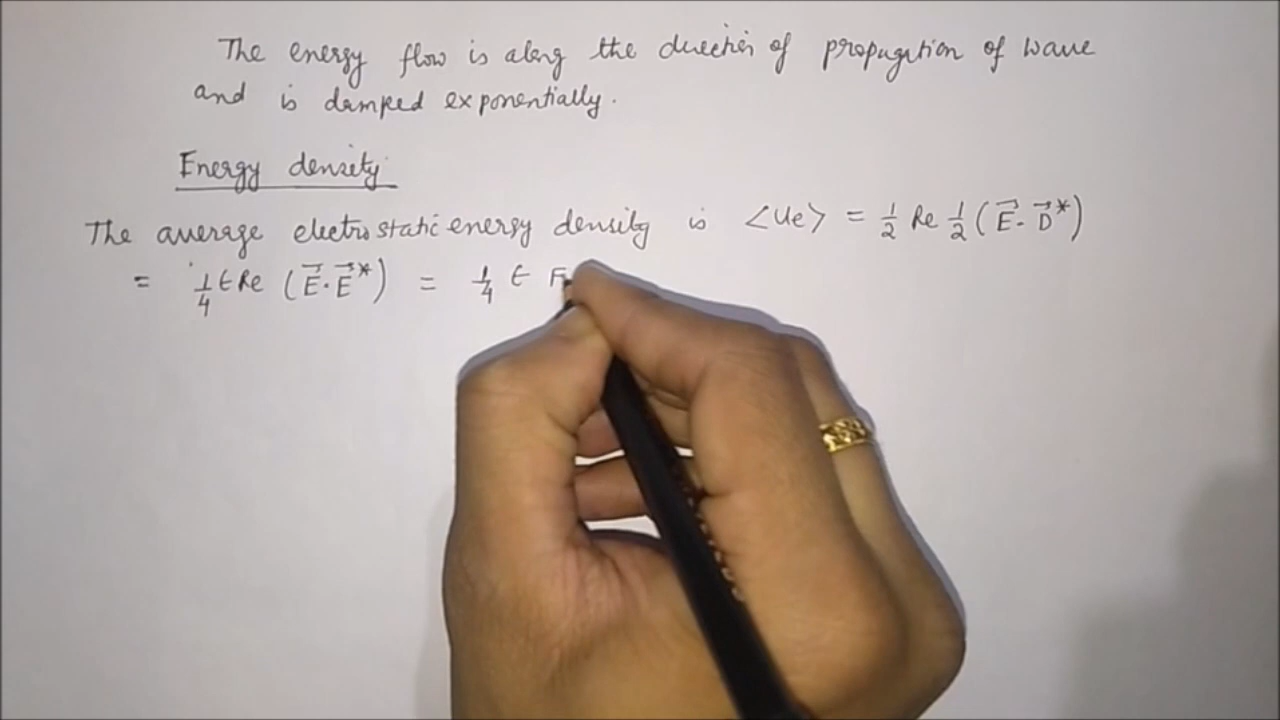 The energy flow is along the direction of propagation of wave
and is damped exponentially.
Energy density
The average electrostatic energy density is <Ue> = 1/2 Re 1/2 (E⃗ · D⃗*)
= 1/4 ϵ Re (E⃗ · E⃗*) = 1/4 ϵ E